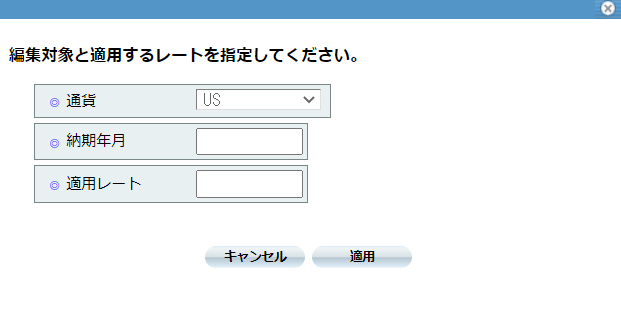 編集対象と適用するレートを指定してください。
◎ 通貨 US
◎ 納期年月
◎ 適用レート
キャンセル 適用